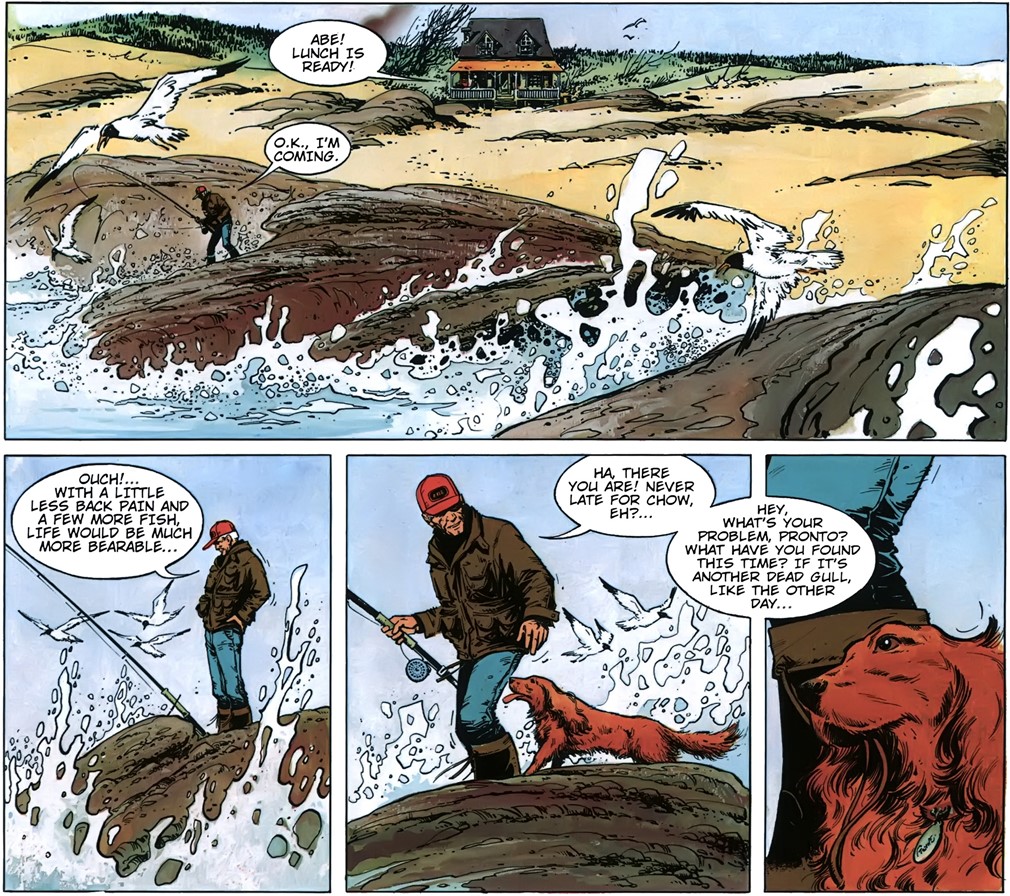 ABE!
LUNCH IS
READY!
O.K., I'M
COMING.
OUCH!...
WITH A LITTLE
LESS BACK PAIN AND
A FEW MORE FISH,
LIFE WOULD BE MUCH
MORE BEARABLE...
HA, THERE
YOU ARE! NEVER
LATE FOR CHOW,
EH?...
HEY,
WHAT'S YOUR
PROBLEM, PRONTO?
WHAT HAVE YOU FOUND
THIS TIME? IF IT'S
ANOTHER DEAD GULL,
LIKE THE OTHER
DAY...